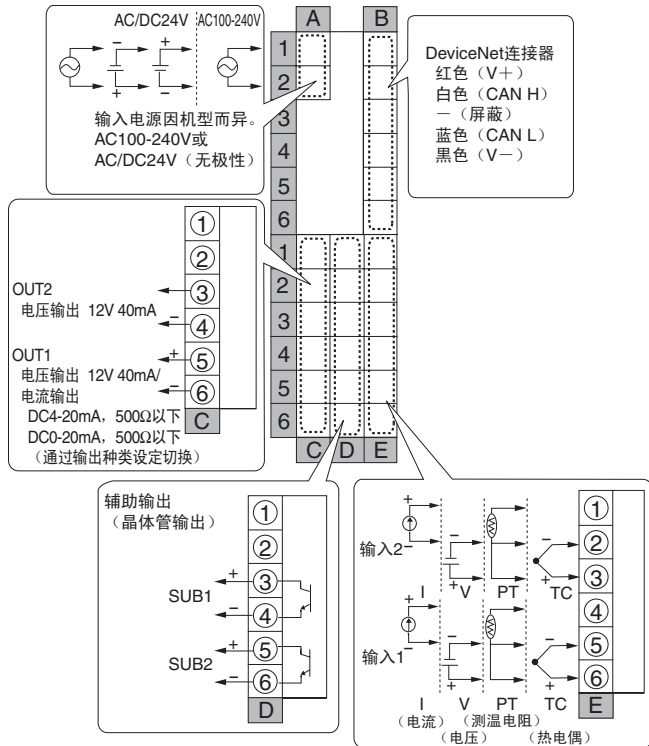 AC/DC24V AC100-240V
输入电源因机型而异。
AC100-240V或
AC/DC24V（无极性）
A B
1
2
3
4
5
6
1
2
3
4
5
6
C D E
DeviceNet连接器
红色（V＋）
白色（CAN H）
－（屏蔽）
蓝色（CAN L）
黑色（V－）
①
②
OUT2 ③
电压输出 12V 40mA
－ ④
OUT1 ＋ ⑤
电压输出 12V 40mA/
电流输出 － ⑥
DC4-20mA，500Ω以下 C
DC0-20mA，500Ω以下
（通过输出种类设定切换）
辅助输出
（晶体管输出）
①
②
SUB1 + ③
－ ④
SUB2 + ⑤
－ ⑥
D
①
输入2 + － － － ②
I V PT TC + + ③
④
输入1 + － － － ⑤
+ + ⑥
I V PT TC E
（电流） （测温电阻）
（电压） （热电偶）